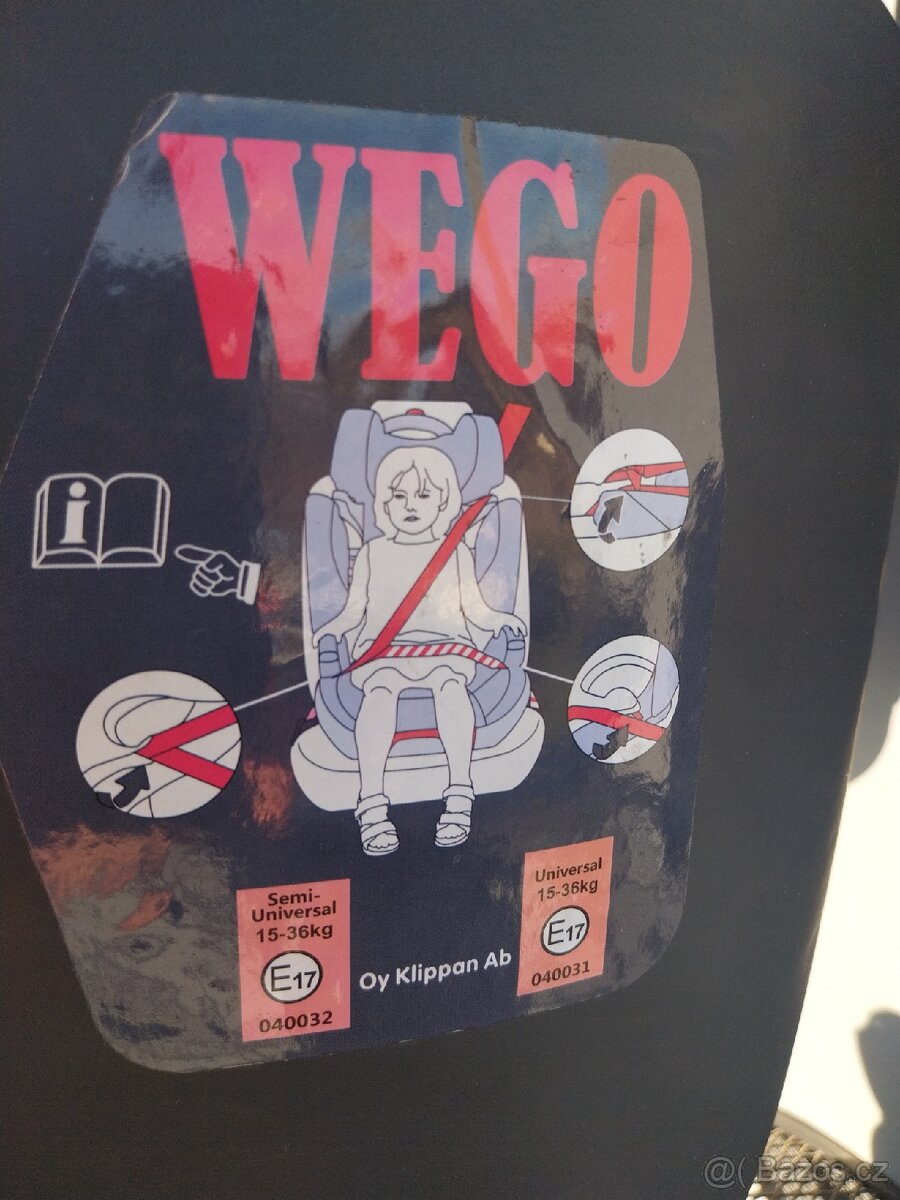 WEGO
i
Semi-
Universal
15-36kg
E17
040032
Oy Klippan Ab
Universal
15-36kg
E17
040031
@( Bazos.cz